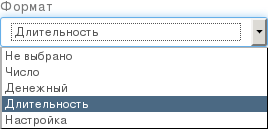 Формат
Длительность
Не выбрано
Число
Денежный
Длительность
Настройка